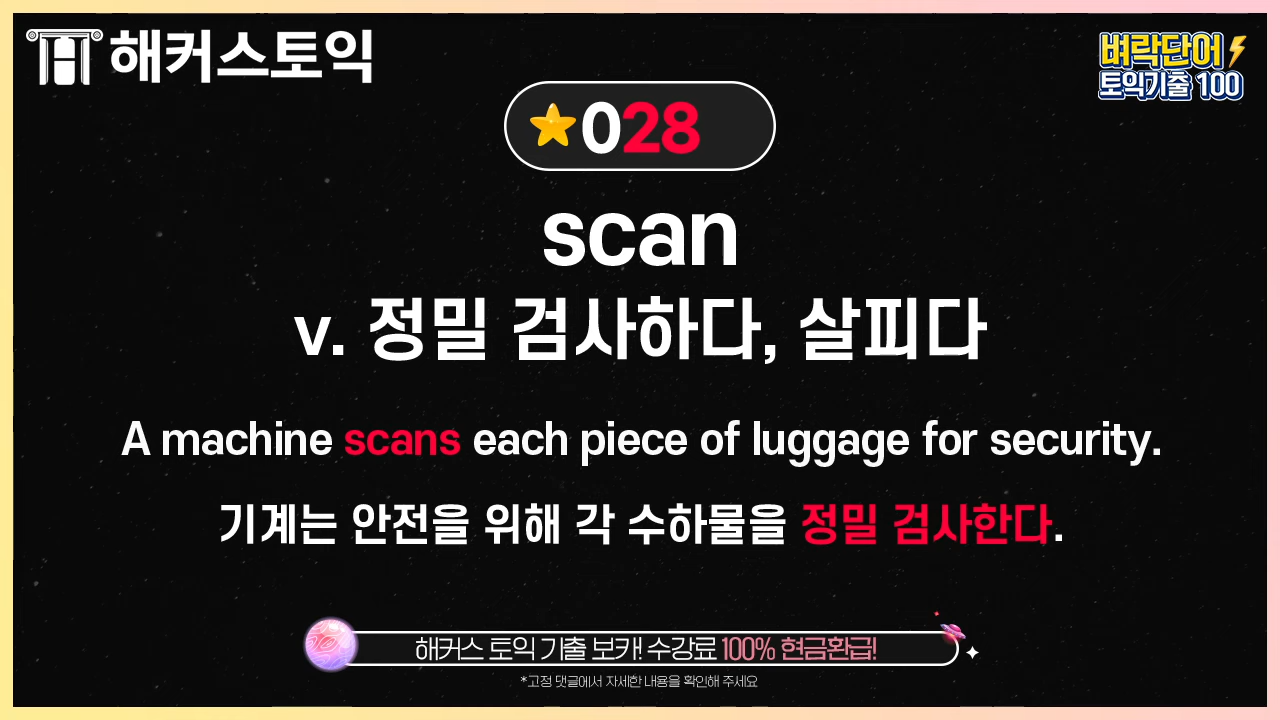 해커스토익
벼락단어
토익기출 100
028
scan
v. 정밀 검사하다, 살피다
A machine scans each piece of luggage for security.
기계는 안전을 위해 각 수하물을 정밀 검사한다.
해커스 토익 기출 보카! 수강료 100% 현금환급!
*고정 댓글에서 자세한 내용을 확인해 주세요